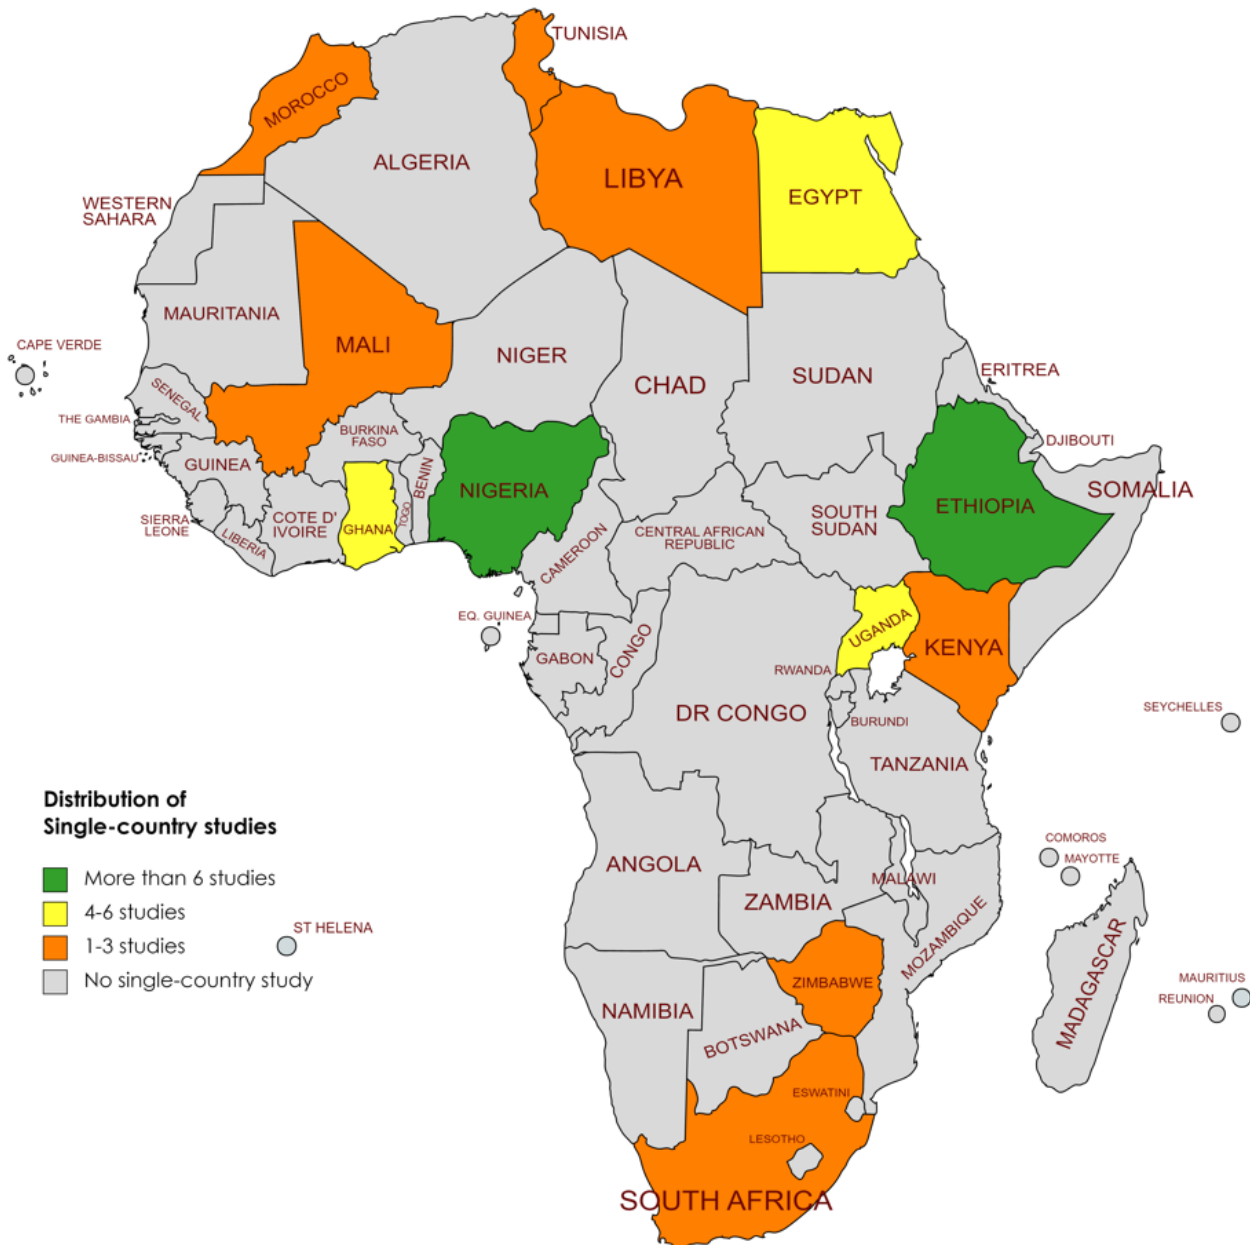 TUNISIA
MOROCCO
ALGERIA
LIBYA
EGYPT
WESTERN
SAHARA
MAURITANIA
MALI
NIGER
CHAD
SUDAN
ERITREA
CAPE VERDE
SENEGAL
THE GAMBIA
GUINEA-BISSAU
GUINEA
BURKINA
FASO
BENIN
TOGO
NIGERIA
DJIBOUTI
SOMALIA
ETHIOPIA
SIERRA
LEONE
LIBERIA
COTE D'
IVOIRE
GHANA
CAMEROON
CENTRAL AFRICAN
REPUBLIC
SOUTH
SUDAN
EQ. GUINEA
GABON
CONGO
UGANDA
KENYA
RWANDA
DR CONGO
BURUNDI
SEYCHELLES
TANZANIA
Distribution of
Single-country studies
More than 6 studies
4-6 studies
1-3 studies
No single-country study
ST HELENA
ANGOLA
ZAMBIA
MALAWI
MOZAMBIQUE
COMOROS
MAYOTTE
MADAGASCAR
MAURITIUS
REUNION
NAMIBIA
BOTSWANA
ZIMBABWE
ESWATINI
LESOTHO
SOUTH AFRICA